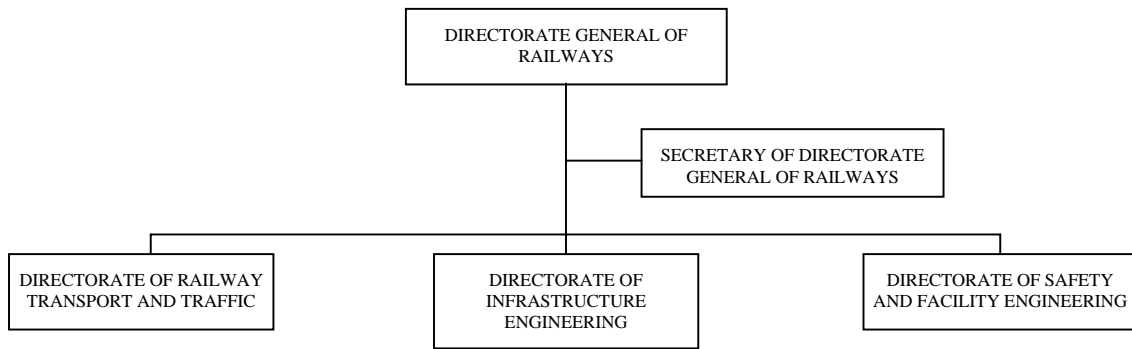 DIRECTORATE GENERAL OF
RAILWAYS
SECRETARY OF DIRECTORATE
GENERAL OF RAILWAYS
DIRECTORATE OF RAILWAY
TRANSPORT AND TRAFFIC
DIRECTORATE OF
INFRASTRUCTURE
ENGINEERING
DIRECTORATE OF SAFETY
AND FACILITY ENGINEERING